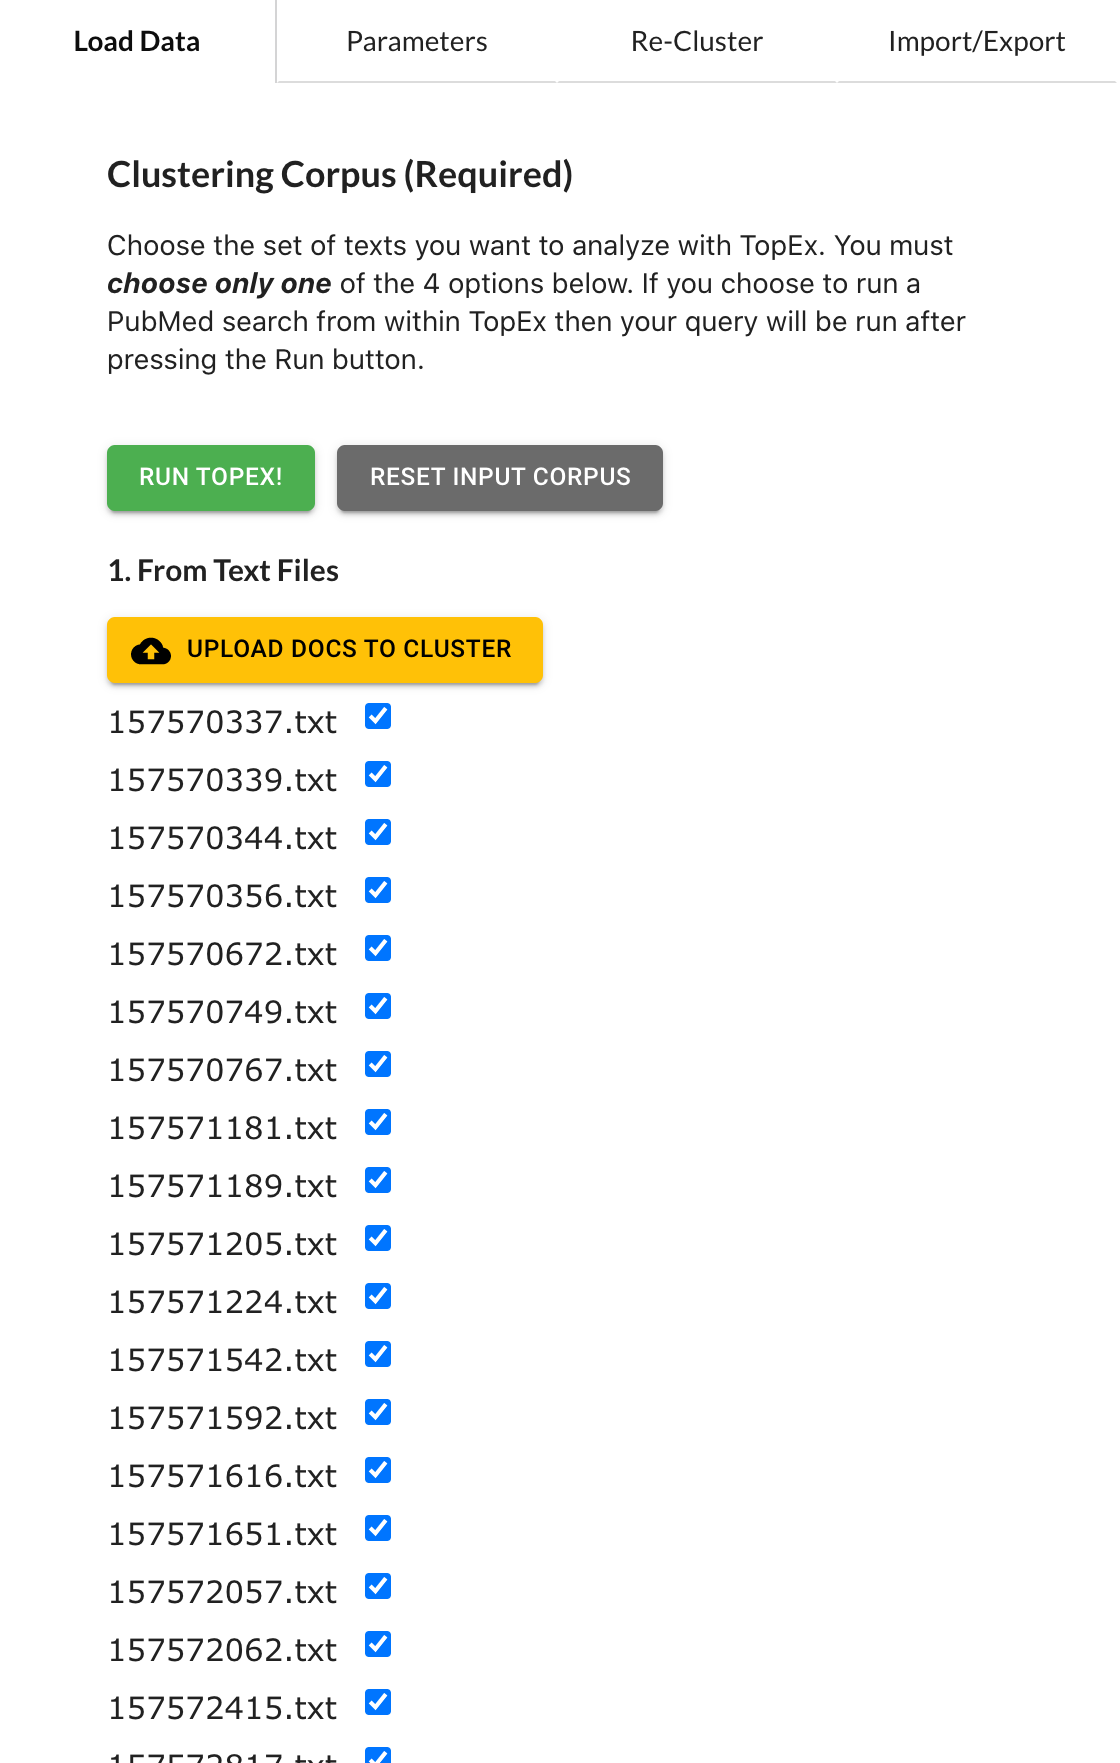 Load Data
Parameters
Re-Cluster
Import/Export
Clustering Corpus (Required)
Choose the set of texts you want to analyze with TopEx. You must
choose only one of the 4 options below. If you choose to run a
PubMed search from within TopEx then your query will be run after
pressing the Run button.
RUN TOPEX!
RESET INPUT CORPUS
1. From Text Files
UPLOAD DOCS TO CLUSTER
157570337.txt
157570339.txt
157570344.txt
157570356.txt
157570672.txt
157570749.txt
157570767.txt
157571181.txt
157571189.txt
157571205.txt
157571224.txt
157571542.txt
157571592.txt
157571616.txt
157571651.txt
157572057.txt
157572062.txt
157572415.txt